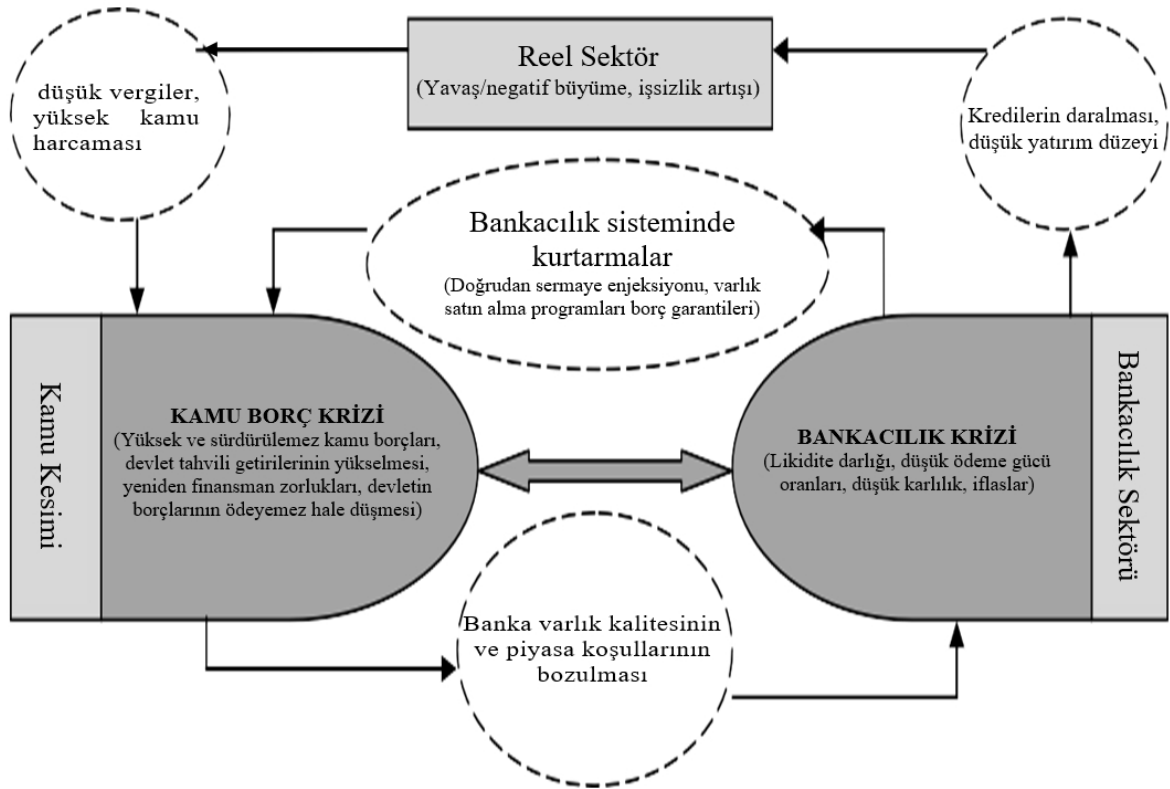 Reel Sektör
(Yavaş/negatif büyüme, işsizlik artışı)
düşük vergiler,
yüksek kamu
harcaması
Kredilerin daralması,
düşük yatırım düzeyi
Bankacılık sisteminde
kurtarmalar
(Doğrudan sermaye enjeksiyonu, varlık
satın alma programları borç garantileri)
Kamu Kesimi
KAMU BORÇ KRİZİ
(Yüksek ve sürdürülemez kamu borçları,
devlet tahvili getirilerinin yükselmesi,
yeniden finansman zorlukları, devletin
borçlarının ödeyemez hale düşmesi)
BANKACILIK KRİZİ
(Likidite darlığı, düşük ödeme gücü
oranları, düşük karlılık, iflaslar)
Bankacılık Sektörü
Banka varlık kalitesinin
ve piyasa koşullarının
bozulması